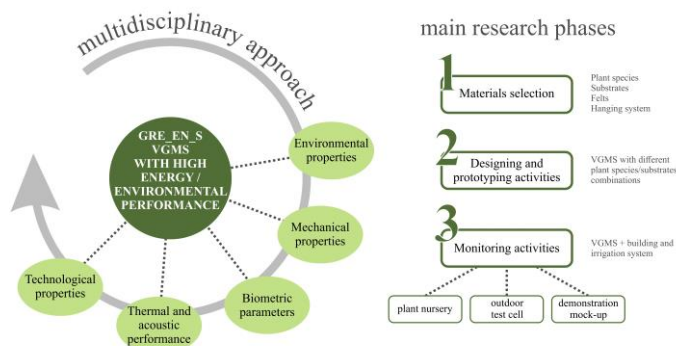 multidisciplinary approach
GRE_EN_S
VGMS
WITH HIGH
ENERGY /
ENVIRONMENTAL
PERFORMANCE
Environmental
properties
Mechanical
properties
Biometric
parameters
Thermal and
acoustic
performance
Technological
properties
main research phases
1
Materials selection
Plant species
Substrates
Felts
Hanging system
2
Designing and
prototyping activities
VGMS with different
plant species/substrates
combinations
3
Monitoring activities
VGMS + building and
irrigation system
plant nursery
outdoor
test cell
demonstration
mock-up